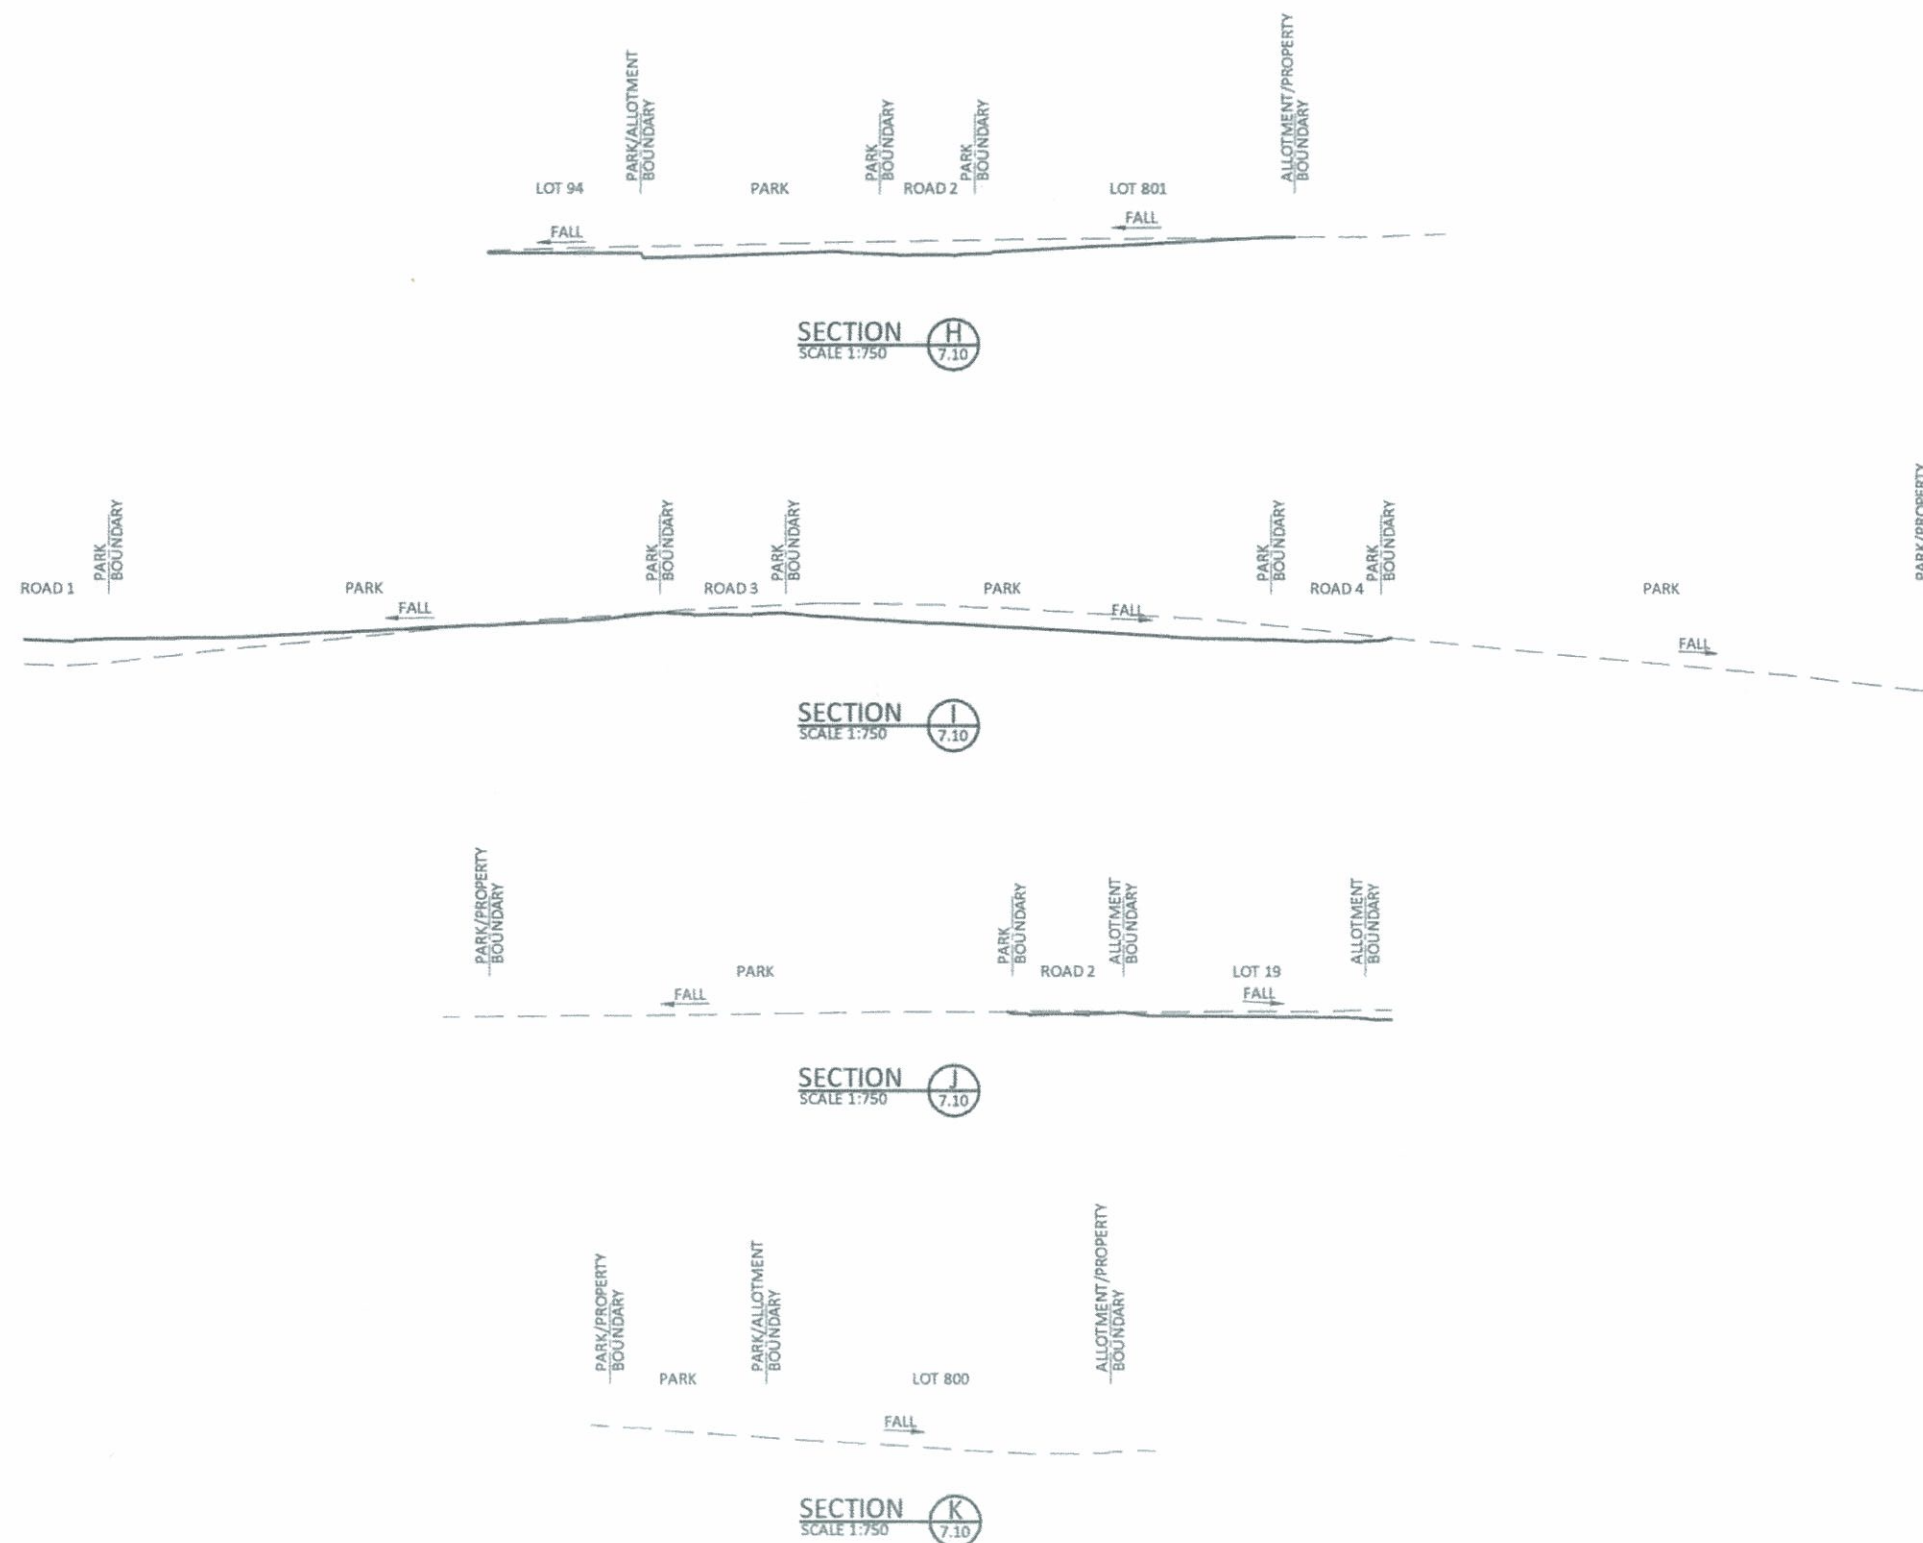 PARK/ALLOTMENT
BOUNDARY
PARK
BOUNDARY
PARK
BOUNDARY
ALLOTMENT/PROPERTY
BOUNDARY
LOT 94
PARK
ROAD 2
LOT 801
FALL
FALL
SECTION H
SCALE 1:750 7.10
PARK
BOUNDARY
PARK
BOUNDARY
PARK
BOUNDARY
PARK
BOUNDARY
PARK
BOUNDARY
PARK/PROPERTY
ROAD 1
PARK
ROAD 3
PARK
ROAD 4
PARK
FALL
FALL
FALL
SECTION I
SCALE 1:750 7.10
PARK/PROPERTY
BOUNDARY
PARK
BOUNDARY
ALLOTMENT
BOUNDARY
ALLOTMENT
BOUNDARY
PARK
ROAD 2
LOT 19
FALL
FALL
SECTION J
SCALE 1:750 7.10
PARK/PROPERTY
BOUNDARY
PARK/ALLOTMENT
BOUNDARY
ALLOTMENT/PROPERTY
BOUNDARY
PARK
LOT 800
FALL
SECTION K
SCALE 1:750 7.10